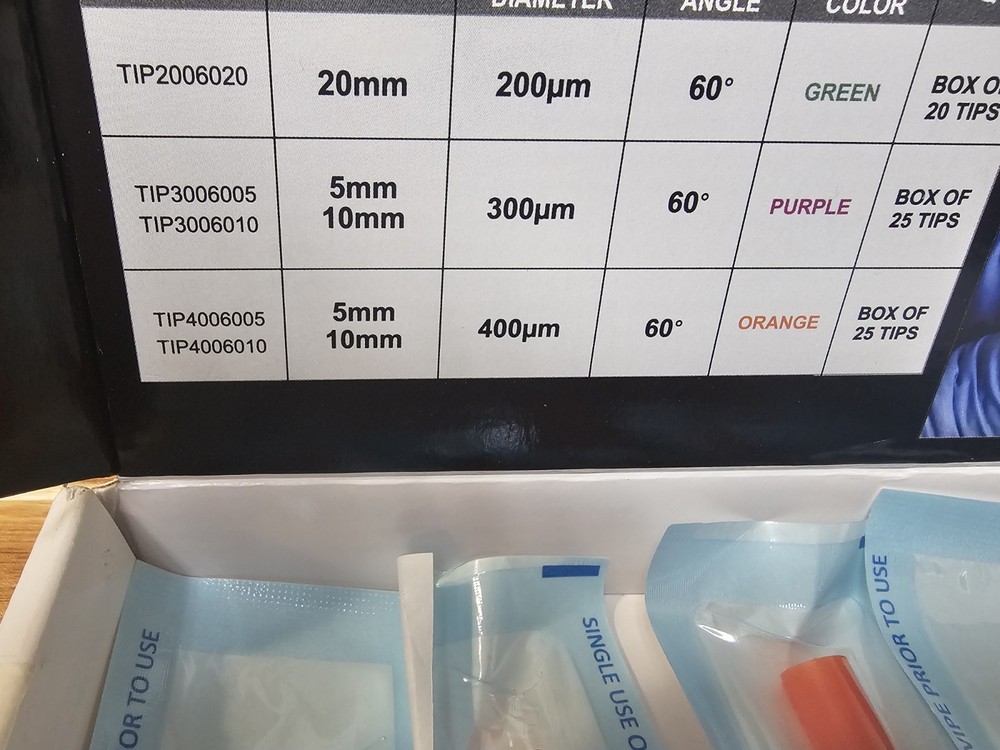 DIAMETER ANGLE COLOR
TIP2006020 20mm 200µm 60° GREEN BOX OF
20 TIPS
TIP3006005
TIP3006010
5mm
10mm
300µm 60° PURPLE
BOX OF
25 TIPS
TIP4006005
TIP4006010
5mm
10mm
400µm 60° ORANGE
BOX OF
25 TIPS
OR TO USE
SINGLE USE O
WIPE PRIOR TO USE